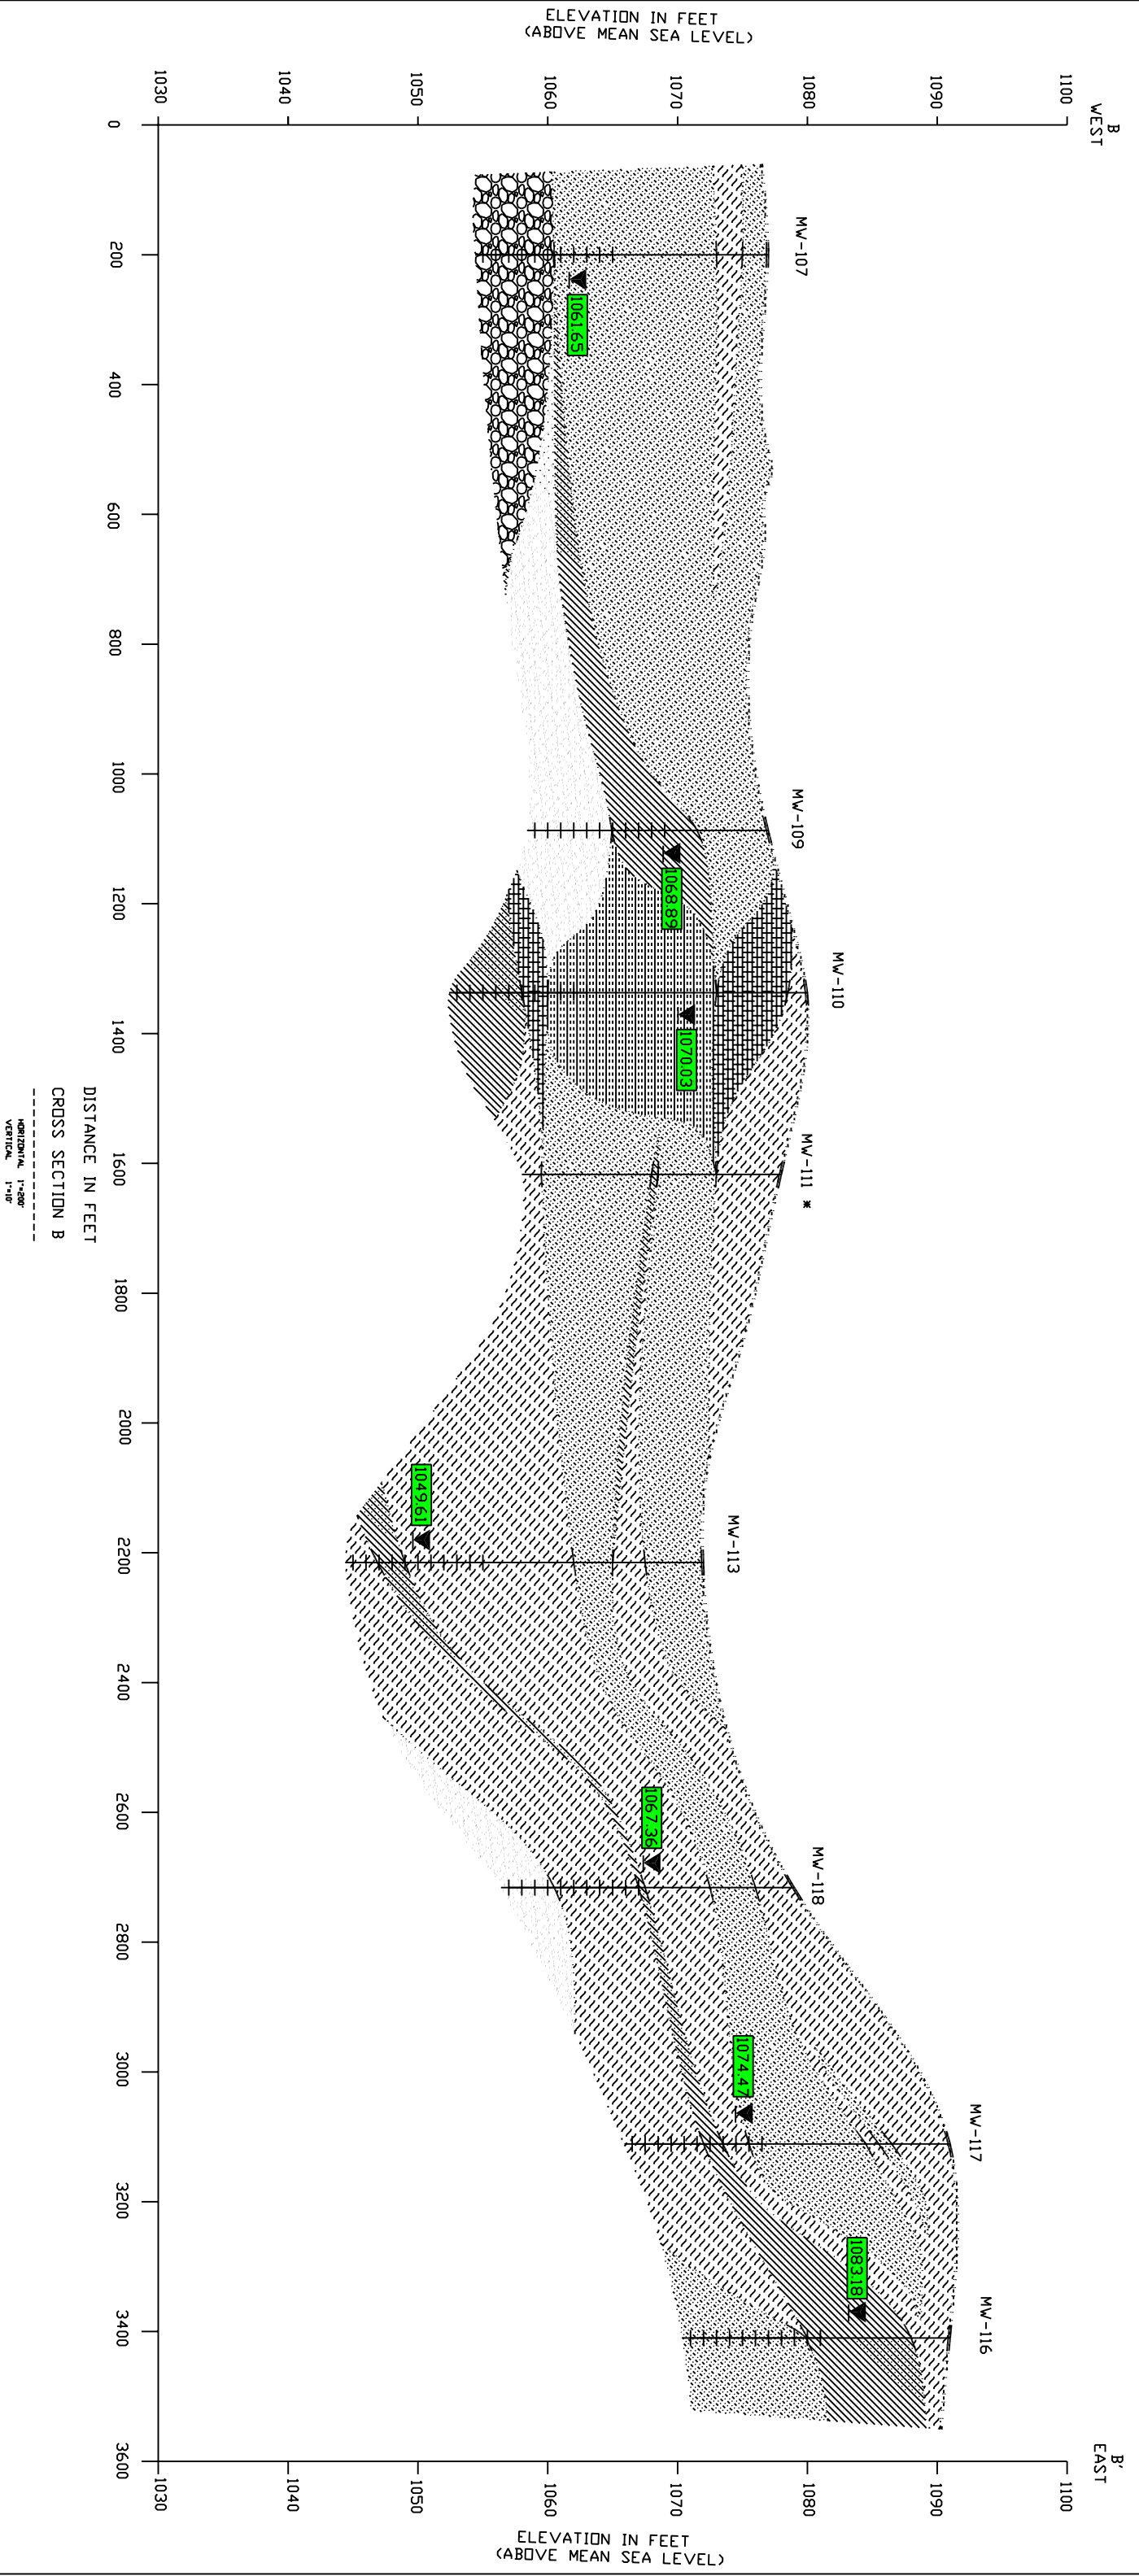 B
WEST
B'
EAST
ELEVATION IN FEET
(ABOVE MEAN SEA LEVEL)
1100
1090
1080
1070
1060
1050
1040
1030
MW-107
MW-109
MW-110
MW-111 *
MW-113
MW-118
MW-117
MW-116
1061.65
1068.89
1070.03
1049.61
1067.36
1074.47
1083.18
1100
1090
1080
1070
1060
1050
1040
1030
ELEVATION IN FEET
(ABOVE MEAN SEA LEVEL)
0
200
400
600
800
1000
1200
1400
1600
1800
2000
2200
2400
2600
2800
3000
3200
3400
3600
DISTANCE IN FEET
CROSS SECTION B
HORIZONTAL 1"=200'
VERTICAL 1"=10'